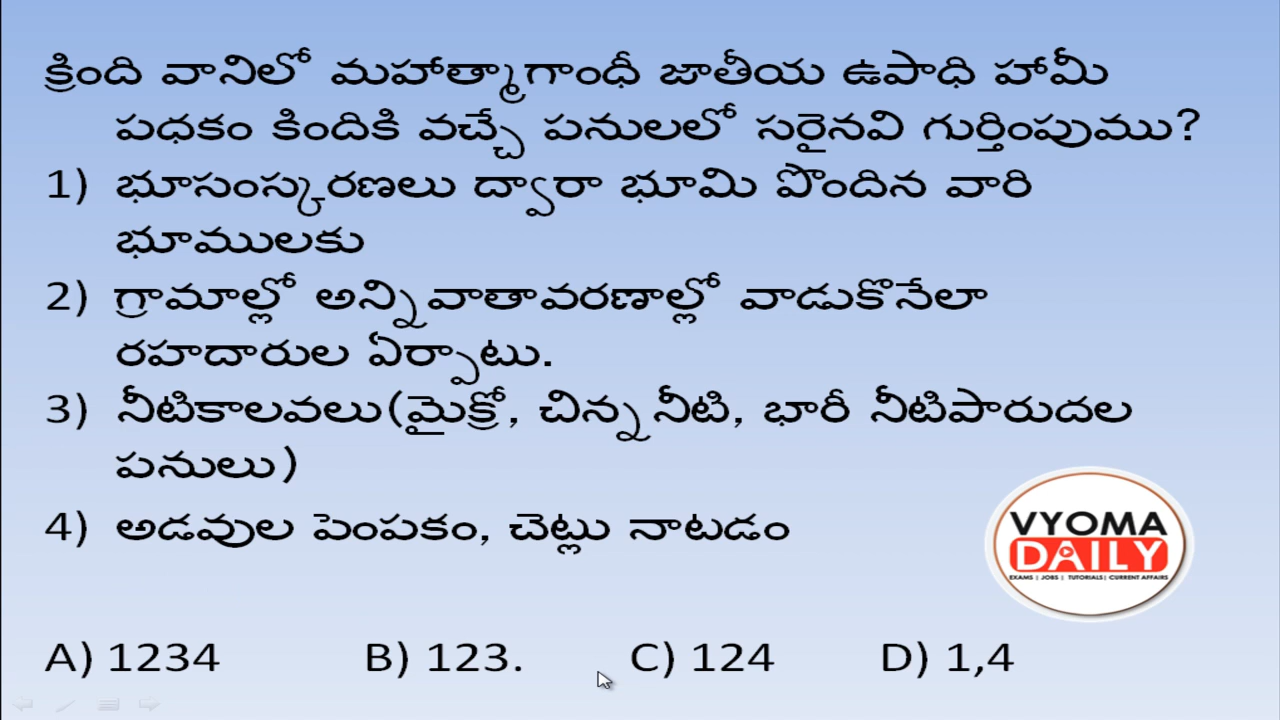 క్రింది వానిలో మహాత్మాగాంధీ జాతీయ ఉపాధి హామీ
పధకం కిందికి వచ్చే పనులలో సరైనవి గుర్తింపుము?
1) భూసంస్కరణలు ద్వారా భూమి పొందిన వారి
భూములకు
2) గ్రామాల్లో అన్ని వాతావరణాల్లో వాడుకొనేలా
రహదారుల ఏర్పాటు.
3) నీటికాలవలు(మైక్రో, చిన్న నీటి, భారీ నీటిపారుదల
పనులు)
4) అడవుల పెంపకం, చెట్లు నాటడం
VYOMA
DAILY
EXAMS | JOBS | TUTORIALS | CURRENT AFFAIRS
A) 1234 B) 123. C) 124 D) 1,4